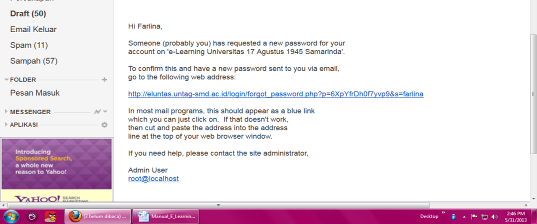 Draft (50)
Email Keluar
Spam (11)
Sampah (57)
FOLDER
Pesan Masuk
MESSENGER
APLIKASI
Introducing
Sponsored Search,
a whole new
reason to Yahoo!
YAHOO! SEARCH
Hi Farlina,
Someone (probably you) has requested a new password for your
account on 'e-Learning Universitas 17 Agustus 1945 Samarinda'.
To confirm this and have a new password sent to you via email,
go to the following web address:
http://eluntas.untag-smd.ac.id/login/forgot_password.php?p=6XpYfrDh0f7yvp9&s=farlina
In most mail programs, this should appear as a blue link
which you can just click on. If that doesn't work,
then cut and paste the address into the address
line at the top of your web browser window.
If you need help, please contact the site administrator,
Admin User
root@localhost
(3 belum dibaca) ...
Manual_E_Learnin...
Desktop
2:46 PM
5/31/2013